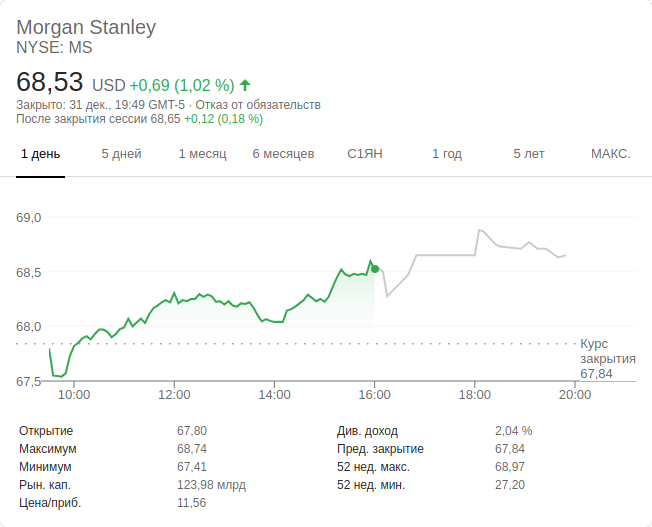 Morgan Stanley
NYSE: MS
68,53 USD +0,69 (1,02 %)
Закрыто: 31 дек., 19:49 GMT-5 · Отказ от обязательств
После закрытия сессии 68,65 +0,12 (0,18 %)
1 день 5 дней 1 месяц 6 месяцев С1ЯН 1 год 5 лет МАКС.
69,0
68,5
68,0
Курс
закрытия
67,84
67,5
10:00 12:00 14:00 16:00 18:00 20:00
Открытие 67,80 Див. доход 2,04 %
Максимум 68,74 Пред. закрытие 67,84
Минимум 67,41 52 нед. макс. 68,97
Рын. кап. 123,98 млрд 52 нед. мин. 27,20
Цена/приб. 11,56